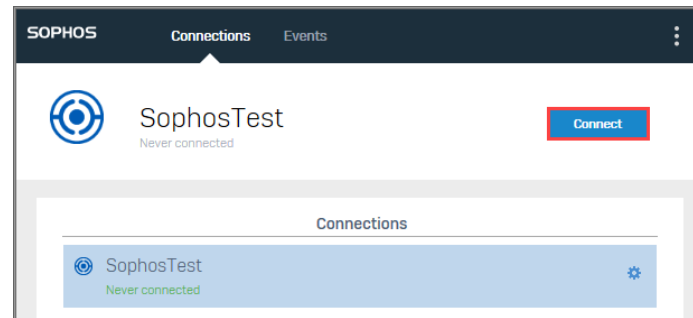 SOPHOS Connections Events
SophosTest
Never connected
Connect
Connections
SophosTest
Never connected